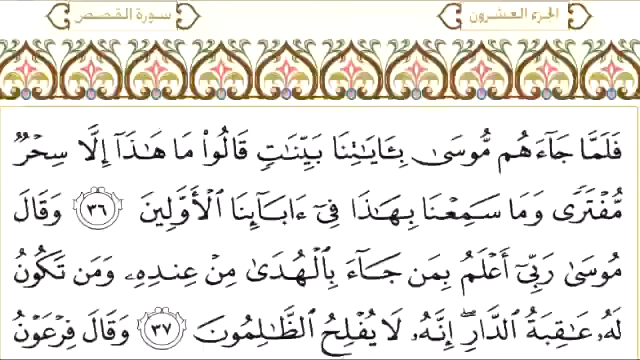 الجزء العشرون
سورة القصص
فَلَمَّا جَآءَهُم مُّوسَىٰ بِـَٔايَٰتِنَا بَيِّنَٰتٖ قَالُواْ مَا هَٰذَآ إِلَّا سِحۡرٞ
مُّفۡتَرٗى وَمَا سَمِعۡنَا بِهَٰذَا فِيٓ ءَابَآئِنَا ٱلۡأَوَّلِينَ ٣٦ وَقَالَ
مُوسَىٰ رَبِّيٓ أَعۡلَمُ بِمَن جَآءَ بِٱلۡهُدَىٰ مِنۡ عِندِهِۦ وَمَن تَكُونُ
لَهُۥ عَٰقِبَةُ ٱلدَّارِۚ إِنَّهُۥ لَا يُفۡلِحُ ٱلظَّٰلِمُونَ ٣٧ وَقَالَ فِرۡعَوۡنُ